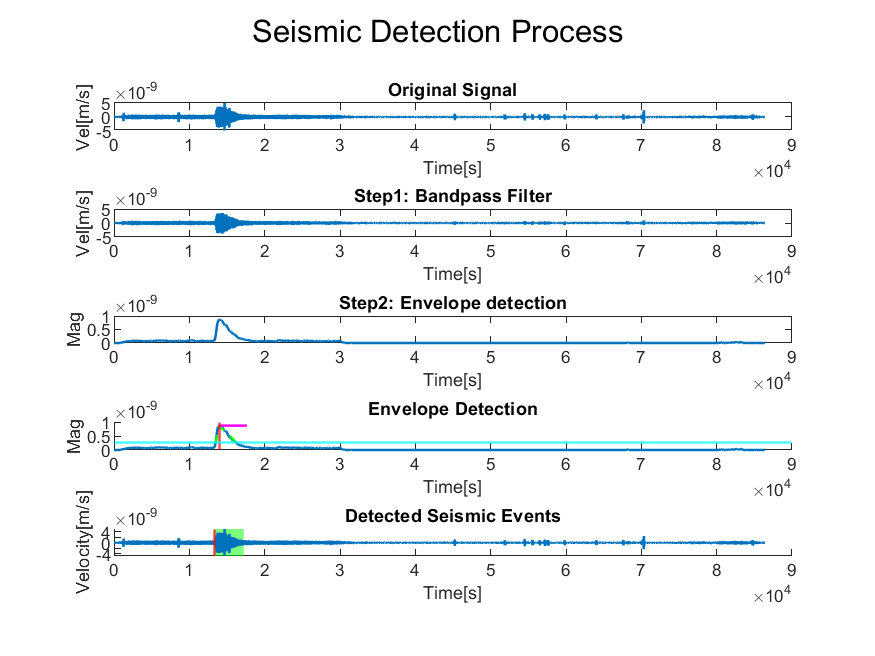 Seismic Detection Process
×10^-9
Original Signal
Vel[m/s]
5
0
-5
0 1 2 3 4 5 6 7 8 9
Time[s]
×10^4
×10^-9
Step1: Bandpass Filter
Vel[m/s]
5
0
-5
0 1 2 3 4 5 6 7 8 9
Time[s]
×10^4
×10^-9
Step2: Envelope detection
Mag
1
0.5
0
0 1 2 3 4 5 6 7 8 9
Time[s]
×10^4
×10^-9
Envelope Detection
Mag
1
0.5
0
0 1 2 3 4 5 6 7 8 9
Time[s]
×10^4
×10^-9
Detected Seismic Events
Velocity[m/s]
4
0
-4
0 1 2 3 4 5 6 7 8 9
Time[s]
×10^4